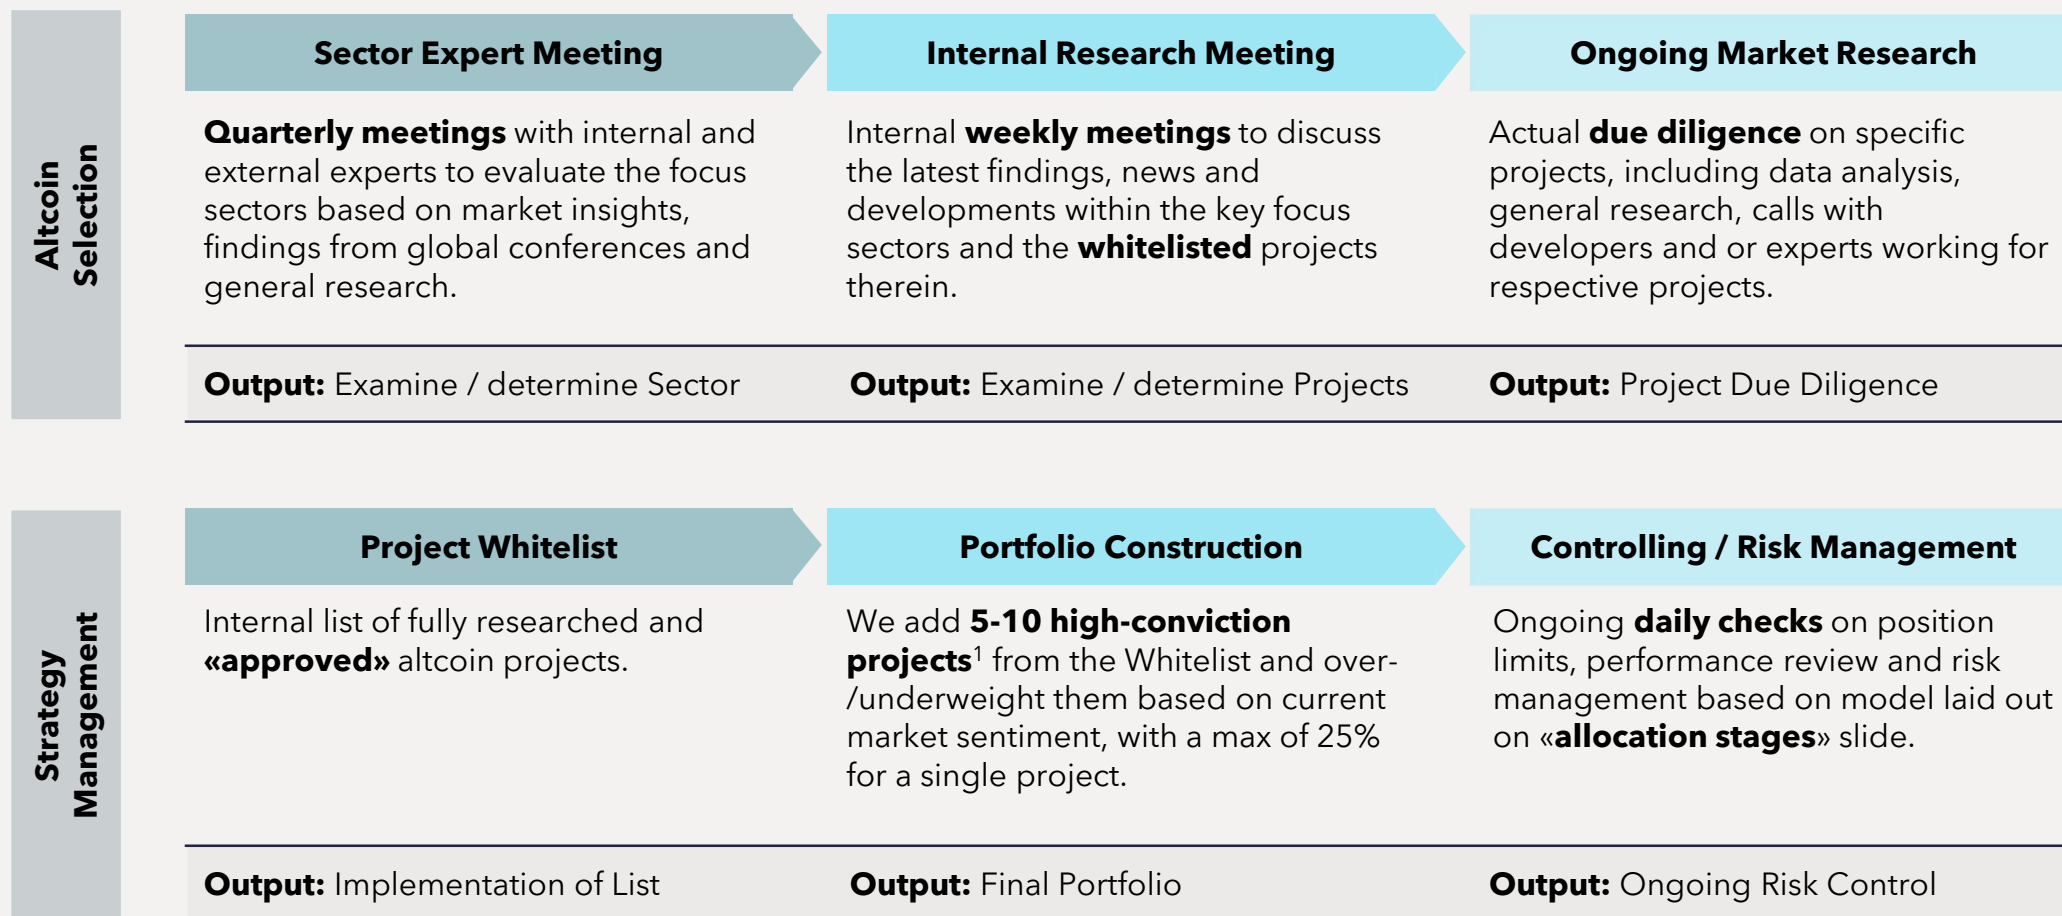 Altcoin
Selection
Sector Expert Meeting
Quarterly meetings with internal and
external experts to evaluate the focus
sectors based on market insights,
findings from global conferences and
general research.
Output: Examine / determine Sector
Internal Research Meeting
Internal weekly meetings to discuss
the latest findings, news and
developments within the key focus
sectors and the whitelisted projects
therein.
Output: Examine / determine Projects
Ongoing Market Research
Actual due diligence on specific
projects, including data analysis,
general research, calls with
developers and or experts working for
respective projects.
Output: Project Due Diligence
Strategy
Management
Project Whitelist
Internal list of fully researched and
«approved» altcoin projects.
Output: Implementation of List
Portfolio Construction
We add 5-10 high-conviction
projects¹ from the Whitelist and over-
/underweight them based on current
market sentiment, with a max of 25%
for a single project.
Output: Final Portfolio
Controlling / Risk Management
Ongoing daily checks on position
limits, performance review and risk
management based on model laid out
on «allocation stages» slide.
Output: Ongoing Risk Control